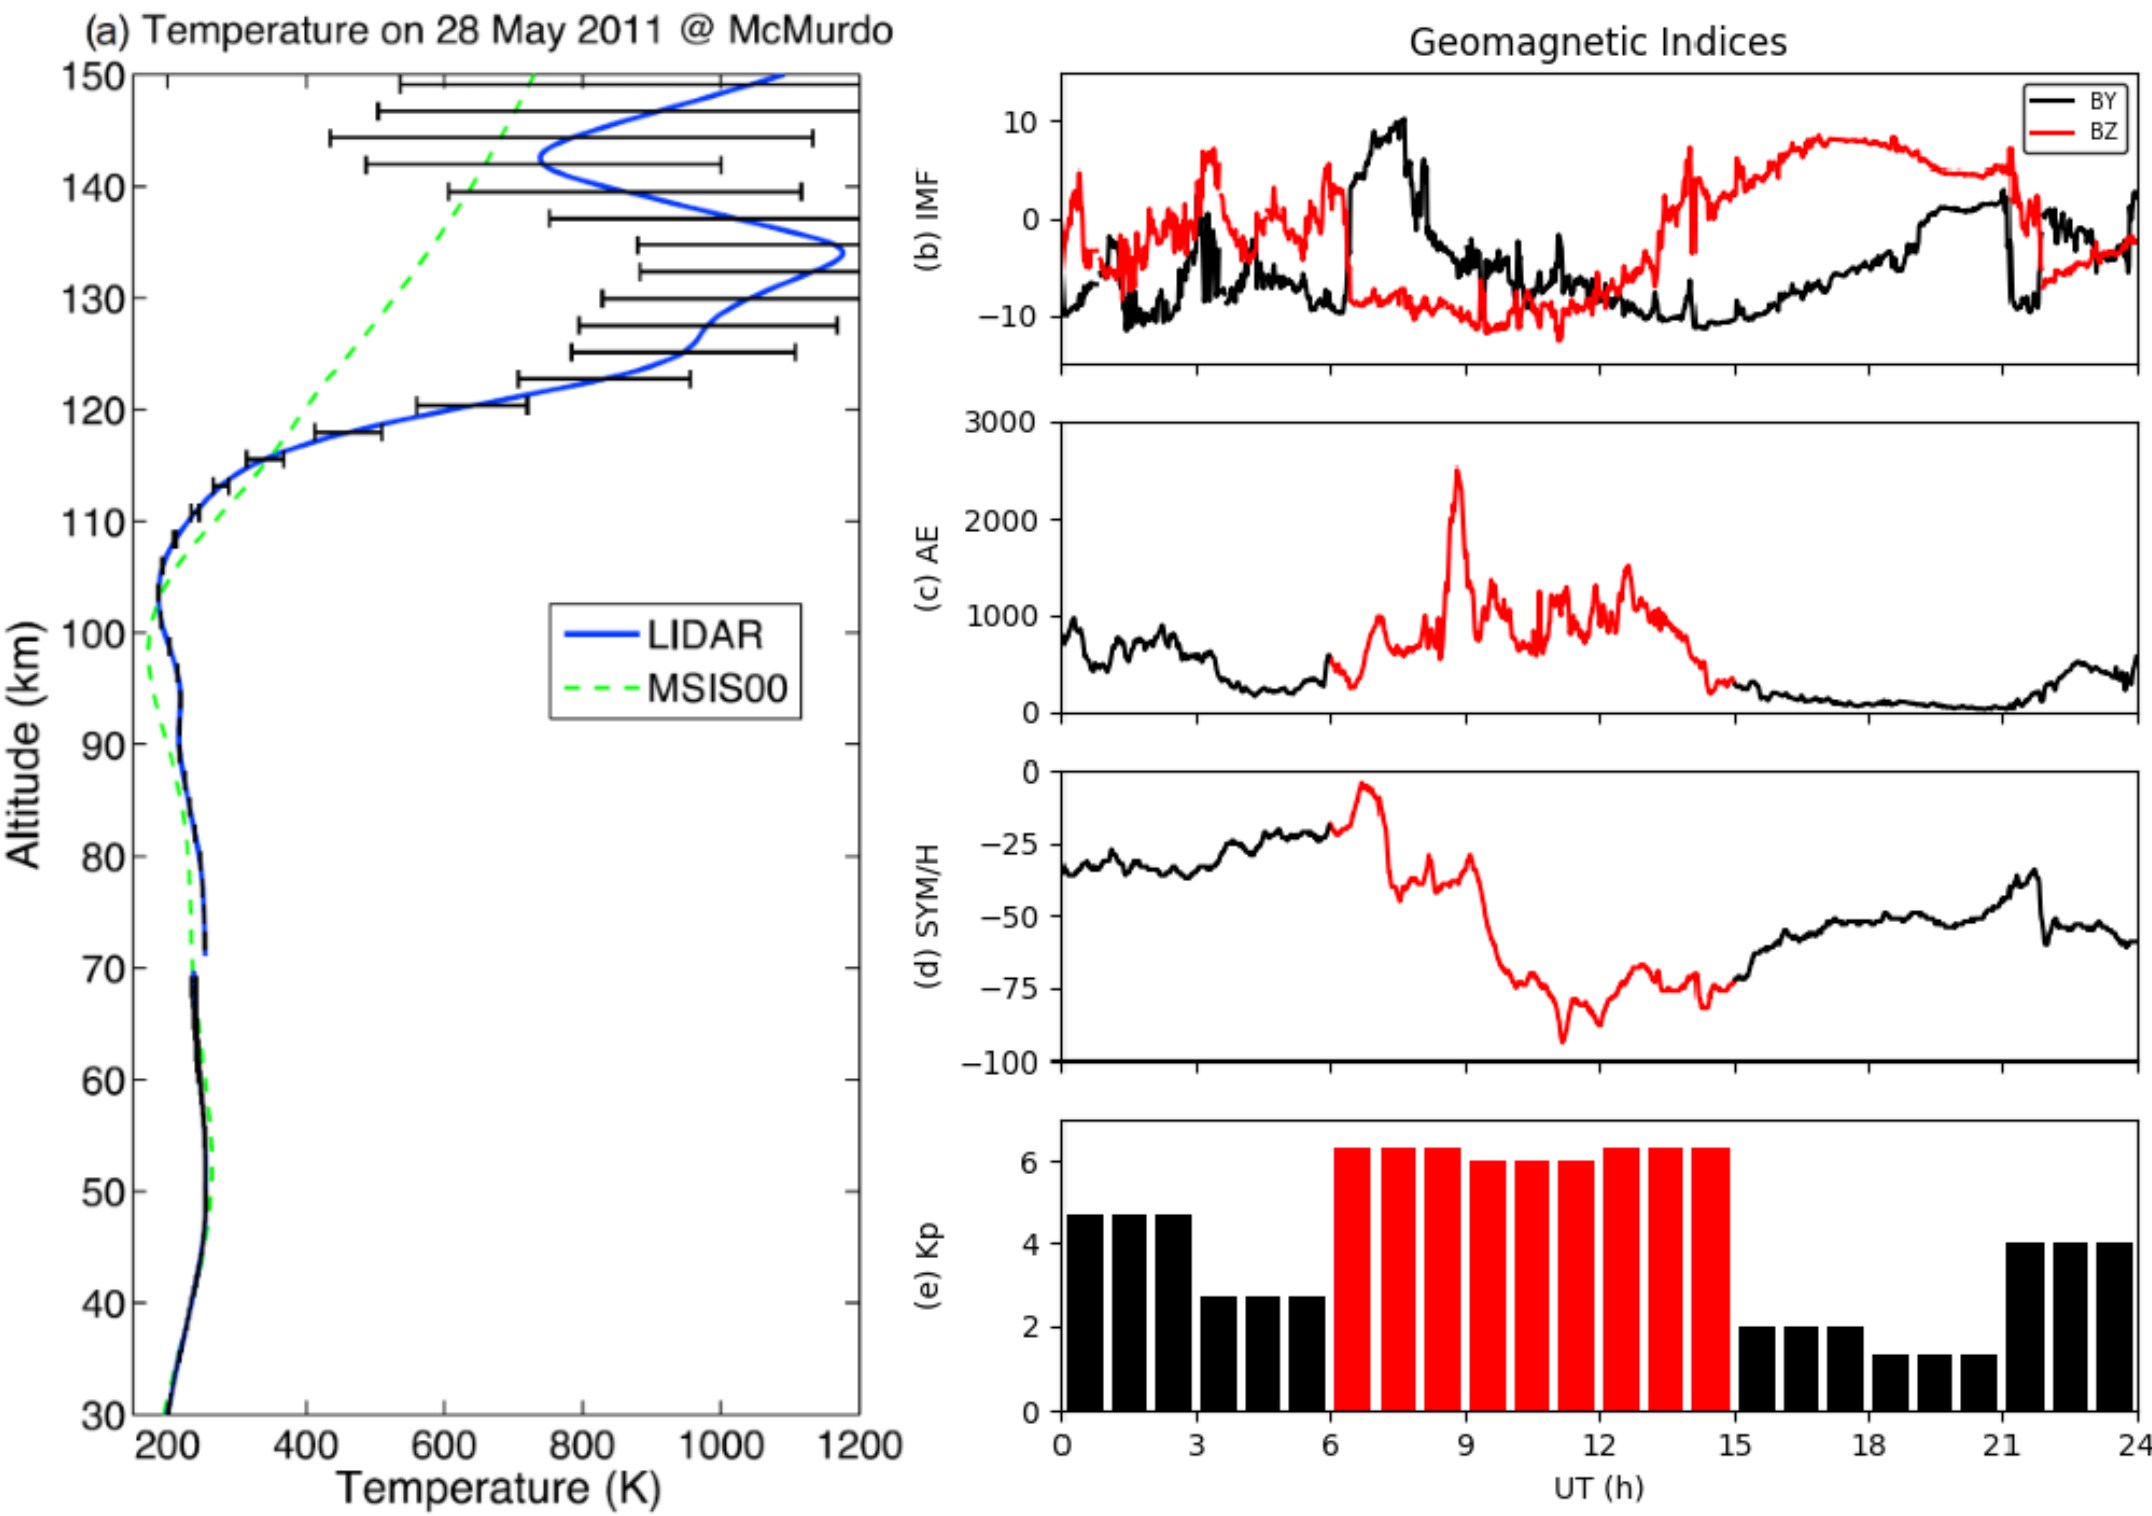 (a) Temperature on 28 May 2011 @ McMurdo
150
140
130
120
110
100
90
80
70
60
50
40
30
Altitude (km)
LIDAR
MSIS00
200 400 600 800 1000 1200
Temperature (K)
Geomagnetic Indices
(b) IMF
10
0
−10
BY
BZ
(c) AE
3000
2000
1000
0
(d) SYM/H
0
−25
−50
−75
−100
(e) Kp
6
4
2
0
0 3 6 9 12 15 18 21 24
UT (h)